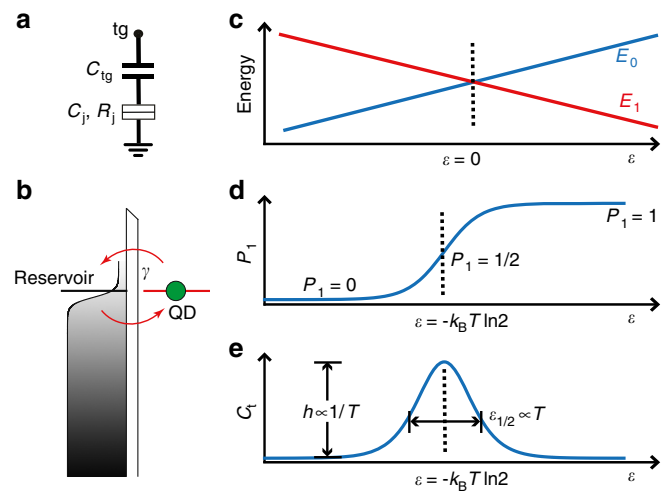 a
tg
C_tg
C_j, R_j
b
Reservoir
γ
QD
c
Energy
E_0
E_1
ε = 0
ε
d
P_1
P_1 = 0
P_1 = 1/2
P_1 = 1
ε = -k_B T ln2
ε
e
C_t
h ∝ 1/T
ε_1/2 ∝ T
ε = -k_B T ln2
ε